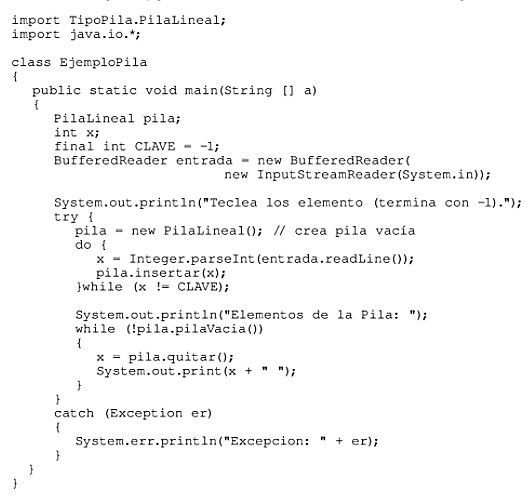 import TipoPila.PilaLineal;
import java.io.*;
class EjemploPila
{
public static void main(String [] a)
{
PilaLineal pila;
int x;
final int CLAVE = -1;
BufferedReader entrada = new BufferedReader(
new InputStreamReader(System.in));
System.out.println("Teclea los elemento (termina con -1).");
try {
pila = new PilaLineal(); // crea pila vacía
do {
x = Integer.parseInt(entrada.readLine());
pila.insertar(x);
}while (x != CLAVE);
System.out.println("Elementos de la Pila: ");
while (!pila.pilaVacia())
{
x = pila.quitar();
System.out.print(x + " ");
}
}
catch (Exception er)
{
System.err.println("Excepcion: " + er);
}
}
}